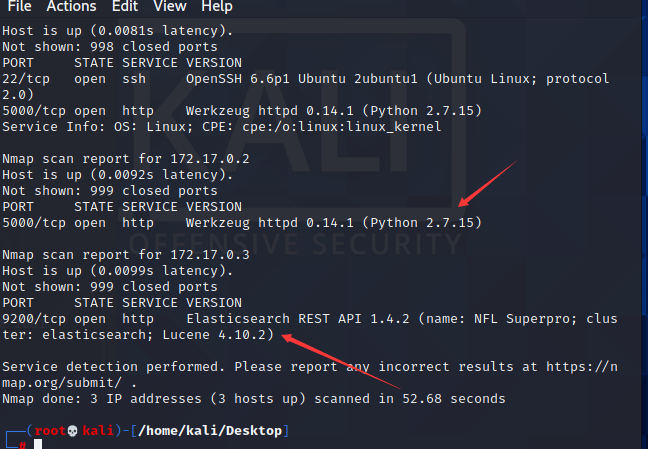 File Actions Edit View Help
Host is up (0.0081s latency).
Not shown: 998 closed ports
PORT     STATE SERVICE VERSION
22/tcp   open  ssh     OpenSSH 6.6p1 Ubuntu 2ubuntu1 (Ubuntu Linux; protocol
2.0)
5000/tcp open  http    Werkzeug httpd 0.14.1 (Python 2.7.15)
Service Info: OS: Linux; CPE: cpe:/o:linux:linux_kernel
KALI
Nmap scan report for 172.17.0.2
Host is up (0.0092s latency).
Not shown: 999 closed ports
PORT     STATE SERVICE VERSION
5000/tcp open  http    Werkzeug httpd 0.14.1 (Python 2.7.15)
OFFENSIVE SECURITY
Nmap scan report for 172.17.0.3
Host is up (0.0099s latency).
Not shown: 999 closed ports
PORT     STATE SERVICE VERSION
9200/tcp open  http    Elasticsearch REST API 1.4.2 (name: NFL Superpro; clus
ter: elasticsearch; Lucene 4.10.2)
Service detection performed. Please report any incorrect results at https://n
map.org/submit/ .
Nmap done: 3 IP addresses (3 hosts up) scanned in 52.68 seconds
┌──(root💀kali)-[/home/kali/Desktop]
└─#